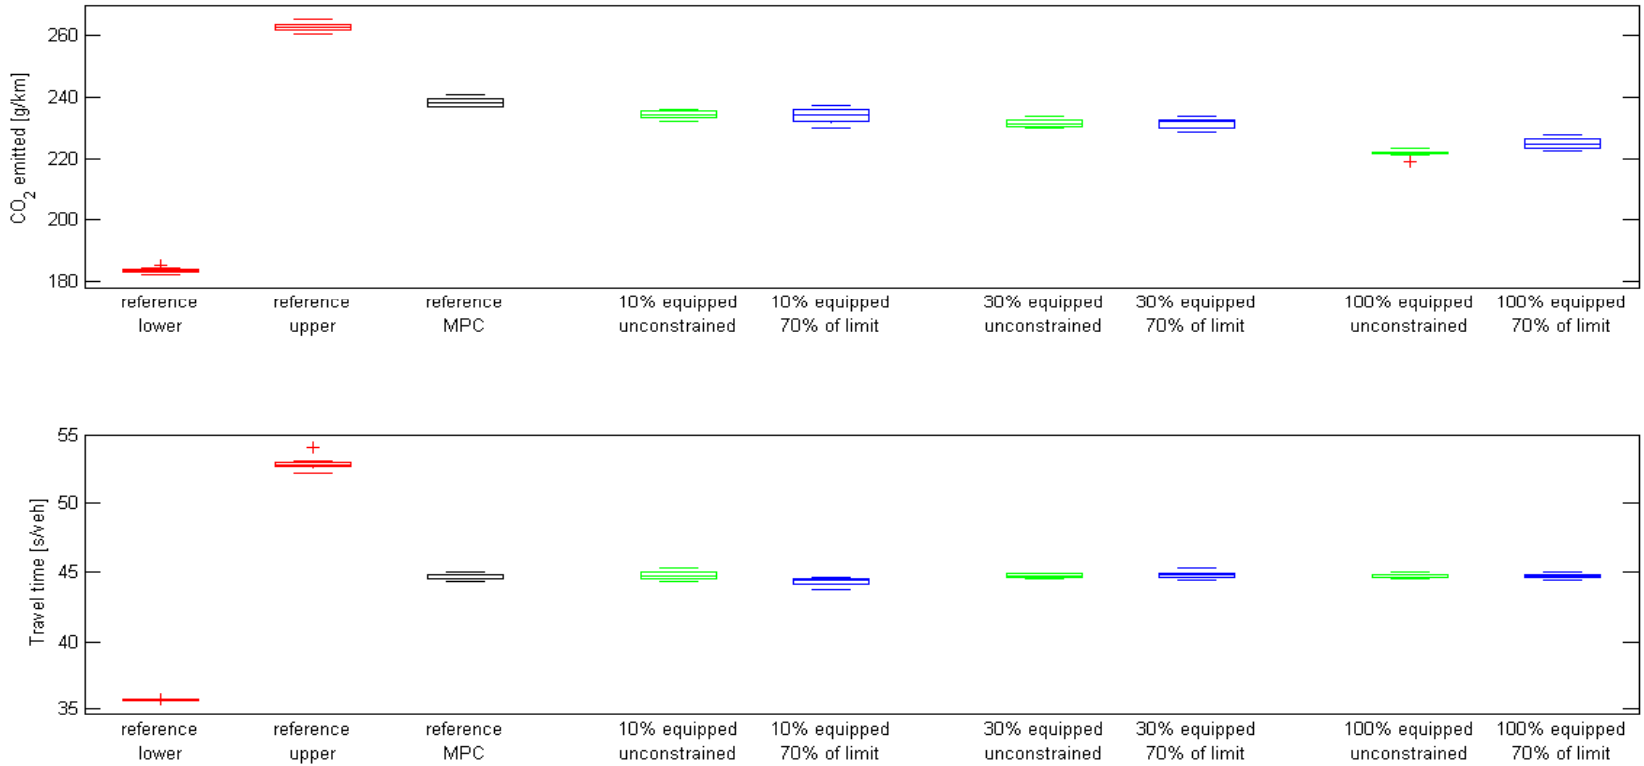 CO2 emitted [g/km]
260
240
220
200
180
reference lower
reference upper
reference MPC
10% equipped unconstrained
10% equipped 70% of limit
30% equipped unconstrained
30% equipped 70% of limit
100% equipped unconstrained
100% equipped 70% of limit
Travel time [s/veh]
55
50
45
40
35
reference lower
reference upper
reference MPC
10% equipped unconstrained
10% equipped 70% of limit
30% equipped unconstrained
30% equipped 70% of limit
100% equipped unconstrained
100% equipped 70% of limit